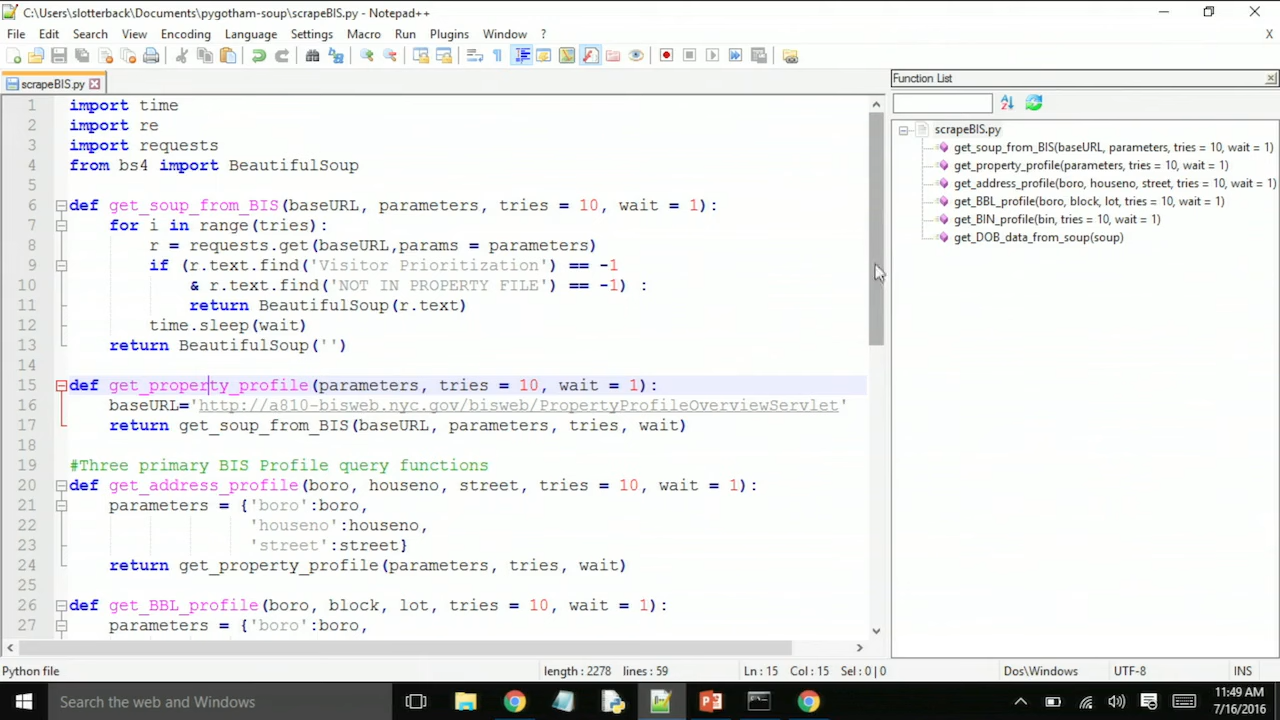 C:\Users\slotterback\Documents\pygotham-soup\scrapeBIS.py - Notepad++
File Edit Search View Encoding Language Settings Macro Run Plugins Window ? X
scrapeBIS.py
1 import time
2 import re
3 import requests
4 from bs4 import BeautifulSoup
5
6 def get_soup_from_BIS(baseURL, parameters, tries = 10, wait = 1):
7 for i in range(tries):
8 r = requests.get(baseURL,params = parameters)
9 if (r.text.find('Visitor Prioritization') == -1
10 & r.text.find('NOT IN PROPERTY FILE') == -1) :
11 return BeautifulSoup(r.text)
12 time.sleep(wait)
13 return BeautifulSoup('')
14
15 def get_property_profile(parameters, tries = 10, wait = 1):
16 baseURL='http://a810-bisweb.nyc.gov/bisweb/PropertyProfileOverviewServlet'
17 return get_soup_from_BIS(baseURL, parameters, tries, wait)
18
19 #Three primary BIS Profile query functions
20 def get_address_profile(boro, houseno, street, tries = 10, wait = 1):
21 parameters = {'boro':boro,
22 'houseno':houseno,
23 'street':street}
24 return get_property_profile(parameters, tries, wait)
25
26 def get_BBL_profile(boro, block, lot, tries = 10, wait = 1):
27 parameters = {'boro':boro,
Function List
scrapeBIS.py
get_soup_from_BIS(baseURL, parameters, tries = 10, wait = 1)
get_property_profile(parameters, tries = 10, wait = 1)
get_address_profile(boro, houseno, street, tries = 10, wait = 1)
get_BBL_profile(boro, block, lot, tries = 10, wait = 1)
get_BIN_profile(bin, tries = 10, wait = 1)
get_DOB_data_from_soup(soup)
Python file length : 2278 lines : 59 Ln : 15 Col : 15 Sel : 0 | 0 Dos\Windows UTF-8 INS
Search the web and Windows
11:49 AM
7/16/2016